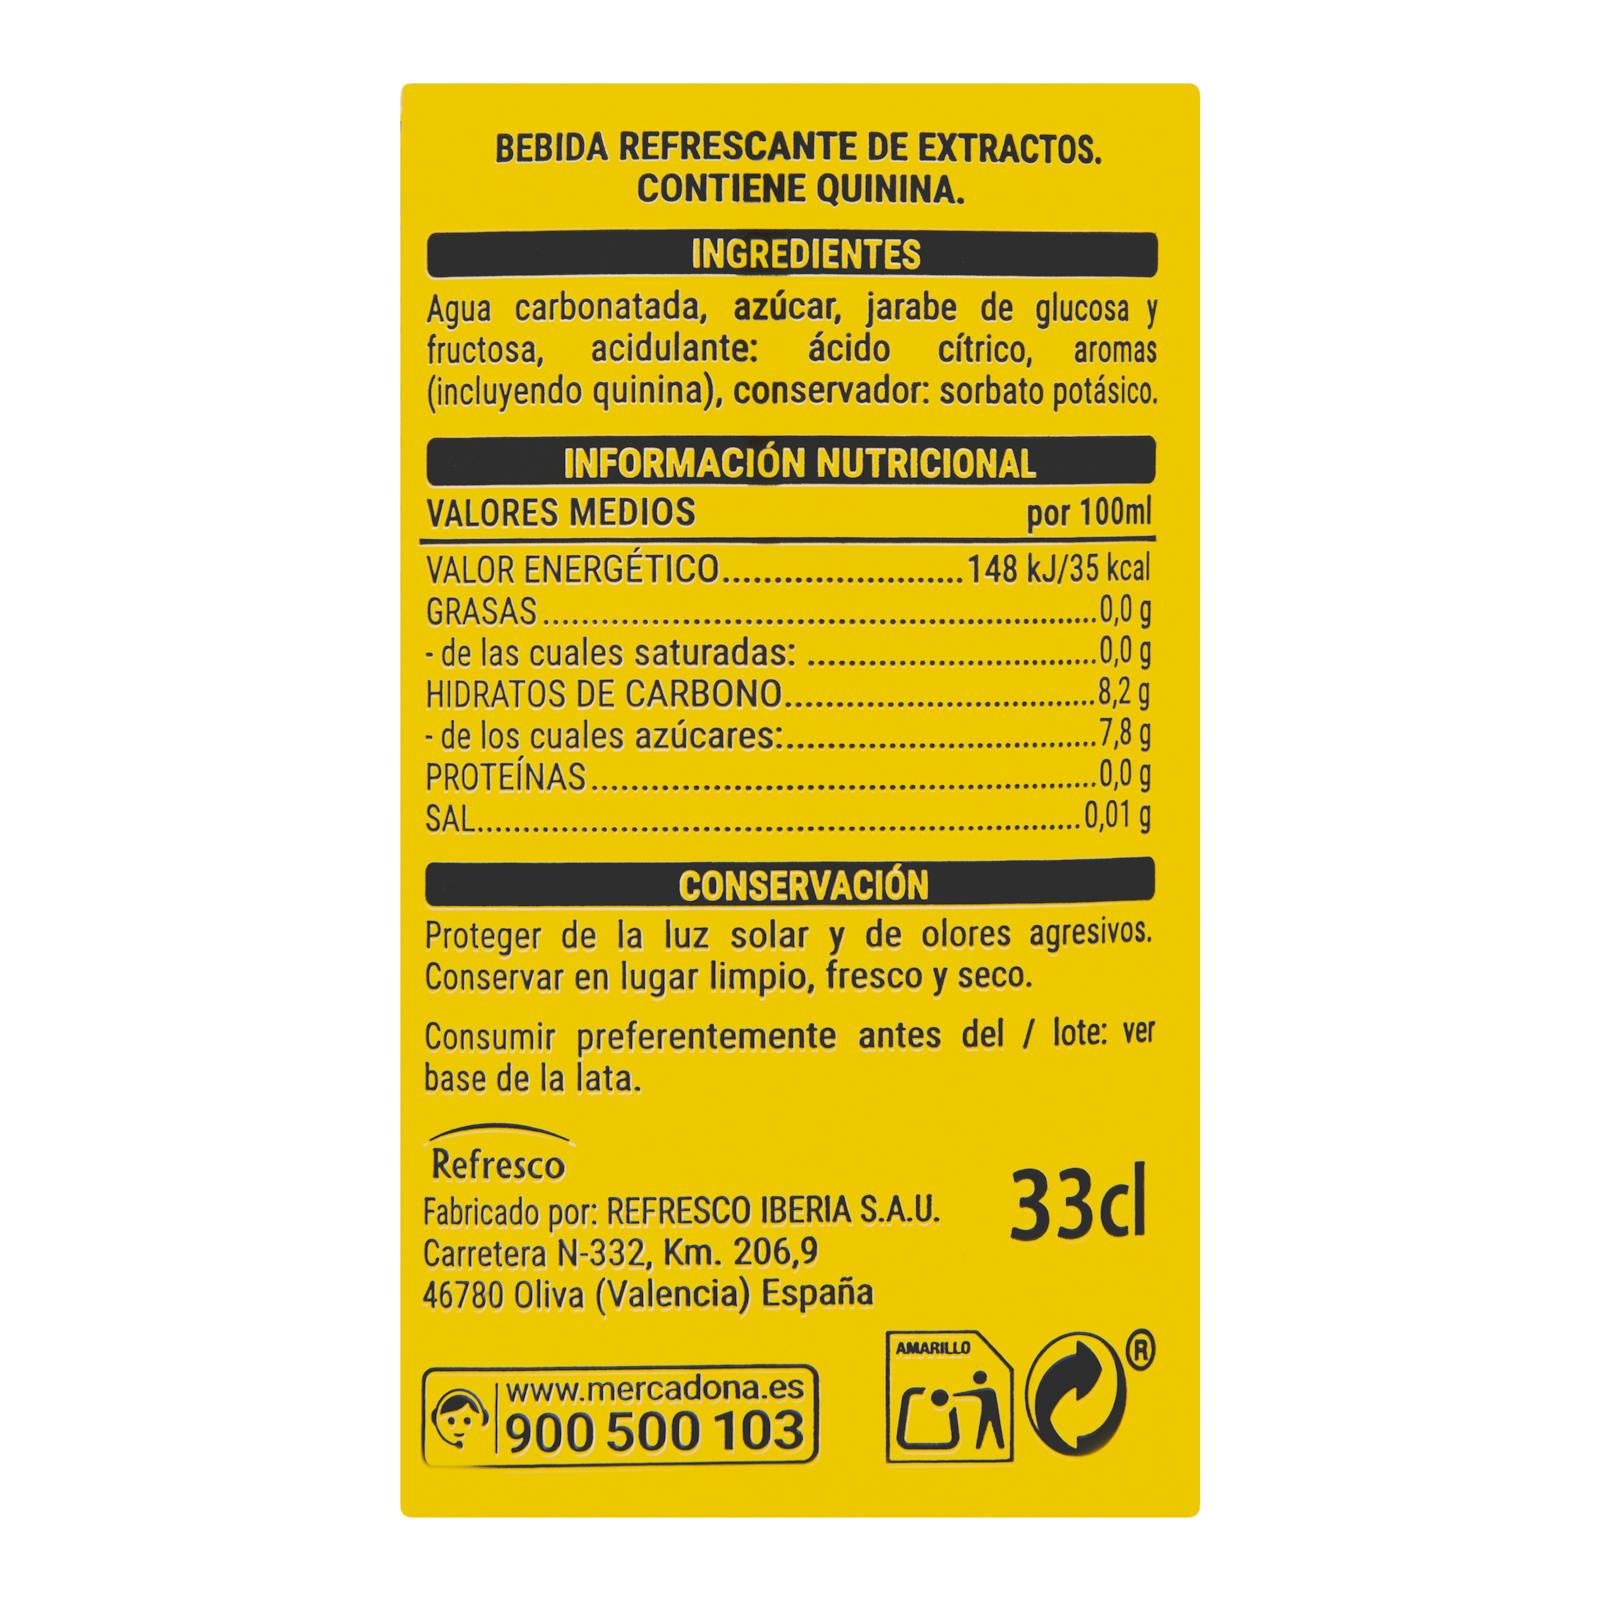 BEBIDA REFRESCANTE DE EXTRACTOS.
CONTIENE QUININA.
INGREDIENTES
Agua carbonatada, azúcar, jarabe de glucosa y
fructosa, acidulante: ácido cítrico, aromas
(incluyendo quinina), conservador: sorbato potásico.
INFORMACIÓN NUTRICIONAL
VALORES MEDIOS por 100ml
VALOR ENERGÉTICO..........................148 kJ/35 kcal
GRASAS............................................................0,0 g
- de las cuales saturadas: ...............................0,0 g
HIDRATOS DE CARBONO.................................8,2 g
- de los cuales azúcares:.................................7,8 g
PROTEÍNAS.......................................................0,0 g
SAL.................................................................0,01 g
CONSERVACIÓN
Proteger de la luz solar y de olores agresivos.
Conservar en lugar limpio, fresco y seco.
Consumir preferentemente antes del / lote: ver
base de la lata.
Refresco
Fabricado por: REFRESCO IBERIA S.A.U.
Carretera N-332, Km. 206,9
46780 Oliva (Valencia) España
33cl
AMARILLO
®
www.mercadona.es
900 500 103